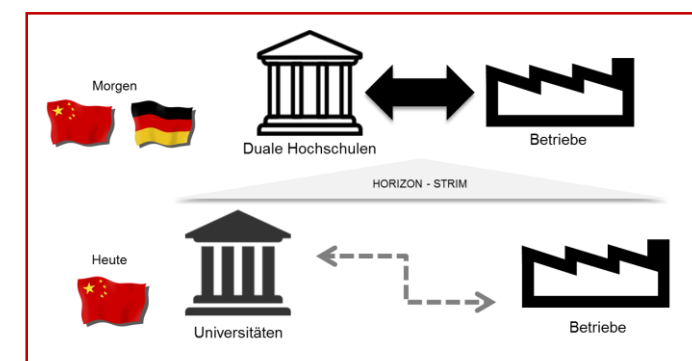 Morgen
Duale Hochschulen
Betriebe
HORIZON - STRIM
Heute
Universitäten
Betriebe